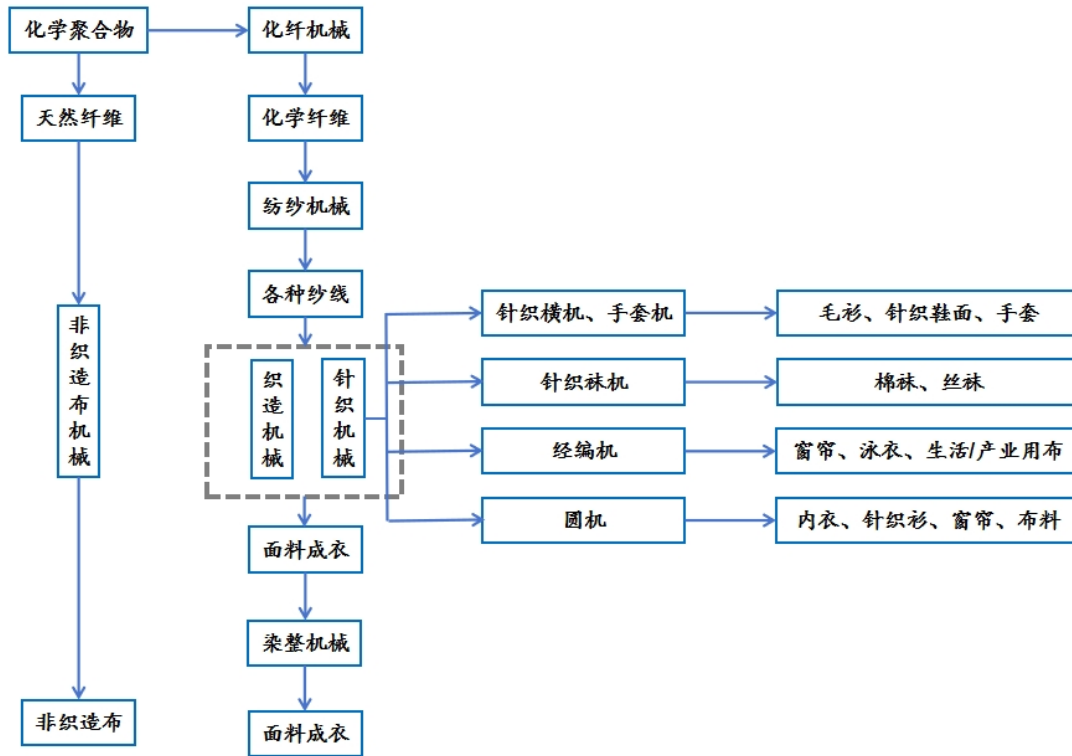 化学聚合物
化纤机械
天然纤维
化学纤维
纺纱机械
各种纱线
非织造布机械
织造机械
针织机械
针织横机、手套机
毛衫、针织鞋面、手套
针织袜机
棉袜、丝袜
经编机
窗帘、泳衣、生活/产业用布
圆机
内衣、针织衫、窗帘、布料
面料成衣
染整机械
非织造布
面料成衣